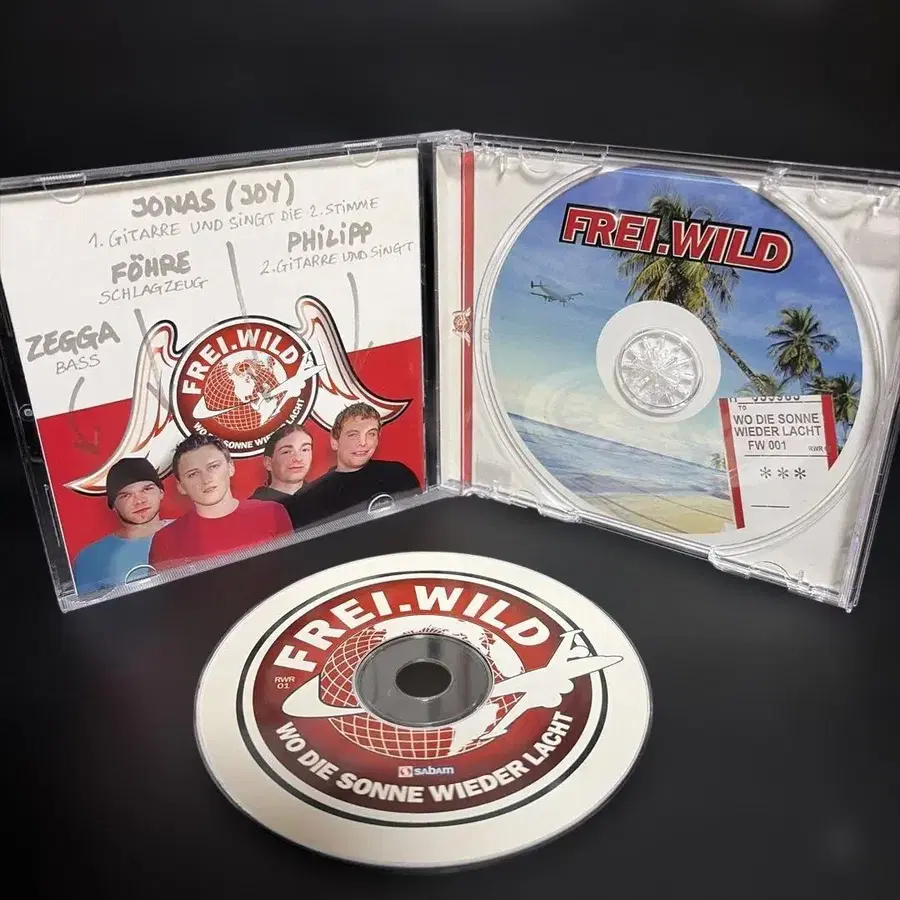 JONAS (JOY)
1. GITARRE UND SINGT DIE 2. STIMME
PHILIPP
2. GITARRE UND SINGT
FÖHRE
SCHLAGZEUG
ZEGGA
BASS
FREI.WILD
WO DIE SONNE WIEDER LACHT
FREI.WILD
TO
WO DIE SONNE
WIEDER LACHT
FW 001
RWR
***
FREI.WILD
RWR
01
sabam
WO DIE SONNE WIEDER LACHT